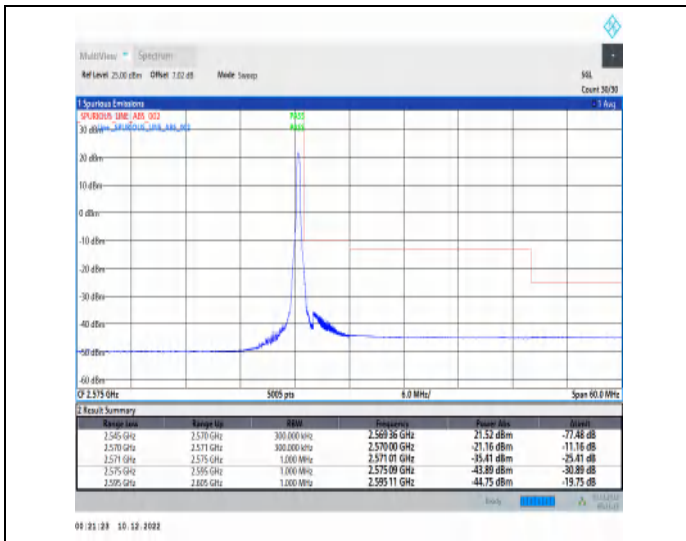 MultiView Spectrum
Ref Level 25.00 dBm Offset 7.02 dB Mode Sweep SGL
Count 30/30
1 Spurious Emissions 1 Avg
SPURIOUS_LINE_ABS_002 PASS
30 dBm Line_SPURIOUS_LINE_ABS_002 PASS
20 dBm
10 dBm
0 dBm
-10 dBm
-20 dBm
-30 dBm
-40 dBm
-50 dBm
-60 dBm
CF 2.575 GHz 5005 pts 6.0 MHz/ Span 60.0 MHz
2 Result Summary
Range Low Range Up RBW Frequency Power Abs ΔLimit
2.545 GHz 2.570 GHz 300.000 kHz 2.569 36 GHz 21.52 dBm -77.48 dB
2.570 GHz 2.571 GHz 300.000 kHz 2.570 00 GHz -21.16 dBm -11.16 dB
2.571 GHz 2.575 GHz 1.000 MHz 2.571 01 GHz -35.41 dBm -25.41 dB
2.575 GHz 2.595 GHz 1.000 MHz 2.575 09 GHz -43.89 dBm -30.89 dB
2.595 GHz 2.605 GHz 1.000 MHz 2.595 11 GHz -44.75 dBm -19.75 dB
Ready
00:21:23 10.12.2022